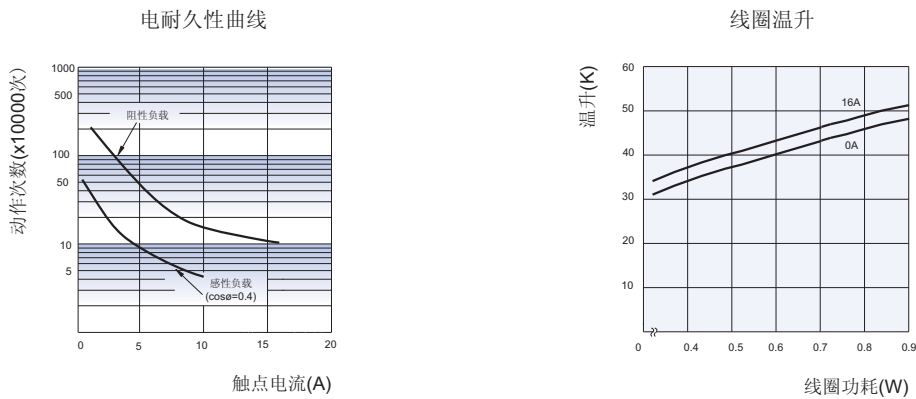 电耐久性曲线
动作次数(x10000次)
1000
500
100
50
10
5
阻性负载
感性负载
(cosø=0.4)
0 5 10 15 20
触点电流(A)
线圈温升
温升(K)
60
50
40
30
20
10
16A
0A
0 0.4 0.5 0.6 0.7 0.8 0.9
线圈功耗(W)